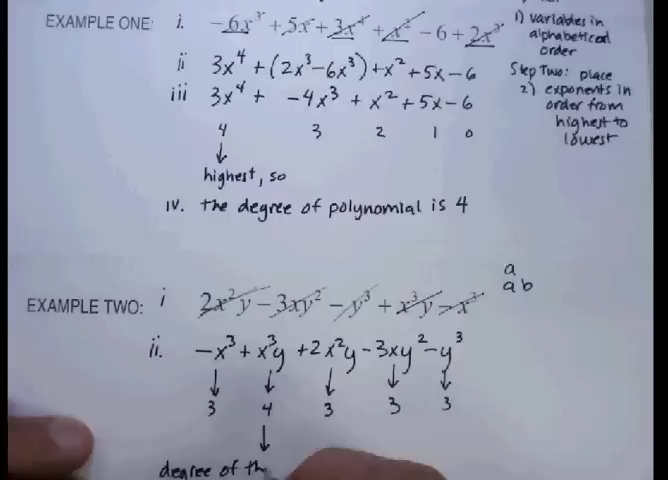 EXAMPLE ONE: i. -6x³ + 5x + 3x⁴ + x² - 6 + 2x³
1) variables in alphabetical order
ii 3x⁴ + (2x³ - 6x³) + x² + 5x - 6
Step Two: place
iii 3x⁴ + -4x³ + x² + 5x - 6
2) exponents in order from highest to lowest
4 3 2 1 0
↓
highest, so
iv. the degree of polynomial is 4
a
ab
EXAMPLE TWO: i 2x²y - 3xy² - y³ + x³y - x³
ii. -x³ + x³y + 2x²y - 3xy² - y³
↓ ↓ ↓ ↓ ↓
3 4 3 3 3
↓
degree of th